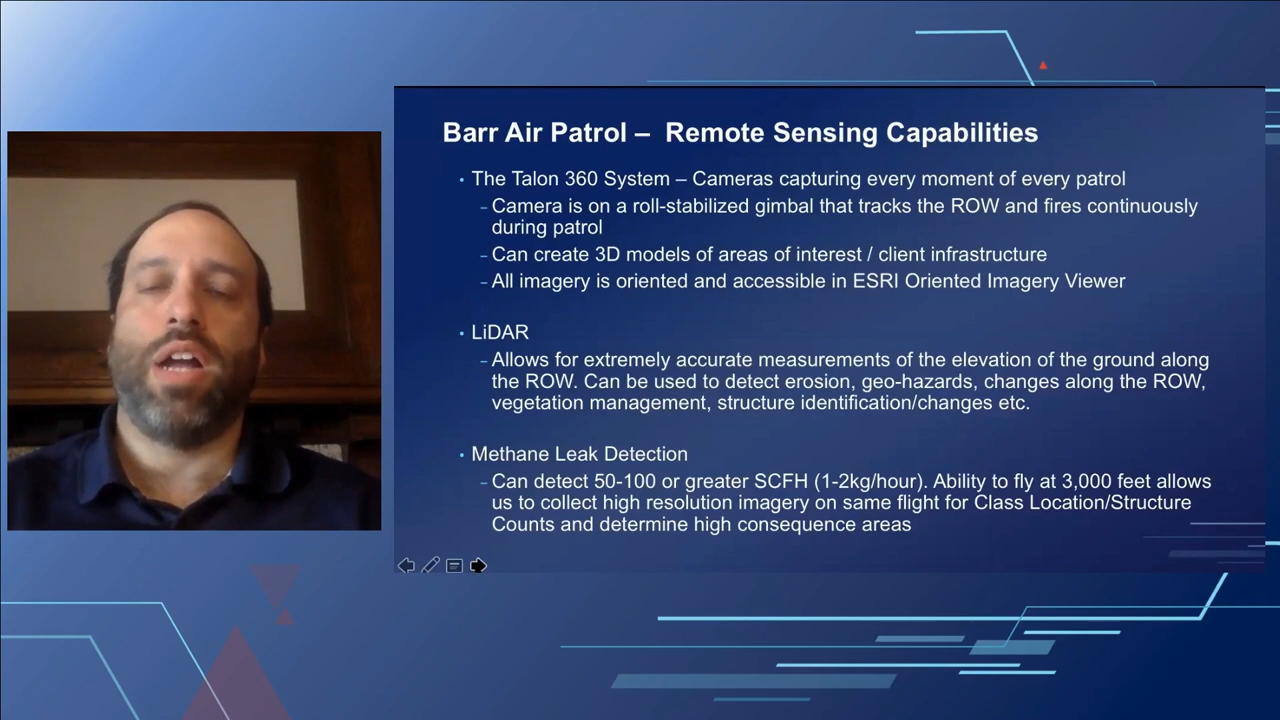 Barr Air Patrol – Remote Sensing Capabilities
• The Talon 360 System – Cameras capturing every moment of every patrol
– Camera is on a roll-stabilized gimbal that tracks the ROW and fires continuously
during patrol
– Can create 3D models of areas of interest / client infrastructure
– All imagery is oriented and accessible in ESRI Oriented Imagery Viewer
• LiDAR
– Allows for extremely accurate measurements of the elevation of the ground along
the ROW. Can be used to detect erosion, geo-hazards, changes along the ROW,
vegetation management, structure identification/changes etc.
• Methane Leak Detection
– Can detect 50-100 or greater SCFH (1-2kg/hour). Ability to fly at 3,000 feet allows
us to collect high resolution imagery on same flight for Class Location/Structure
Counts and determine high consequence areas